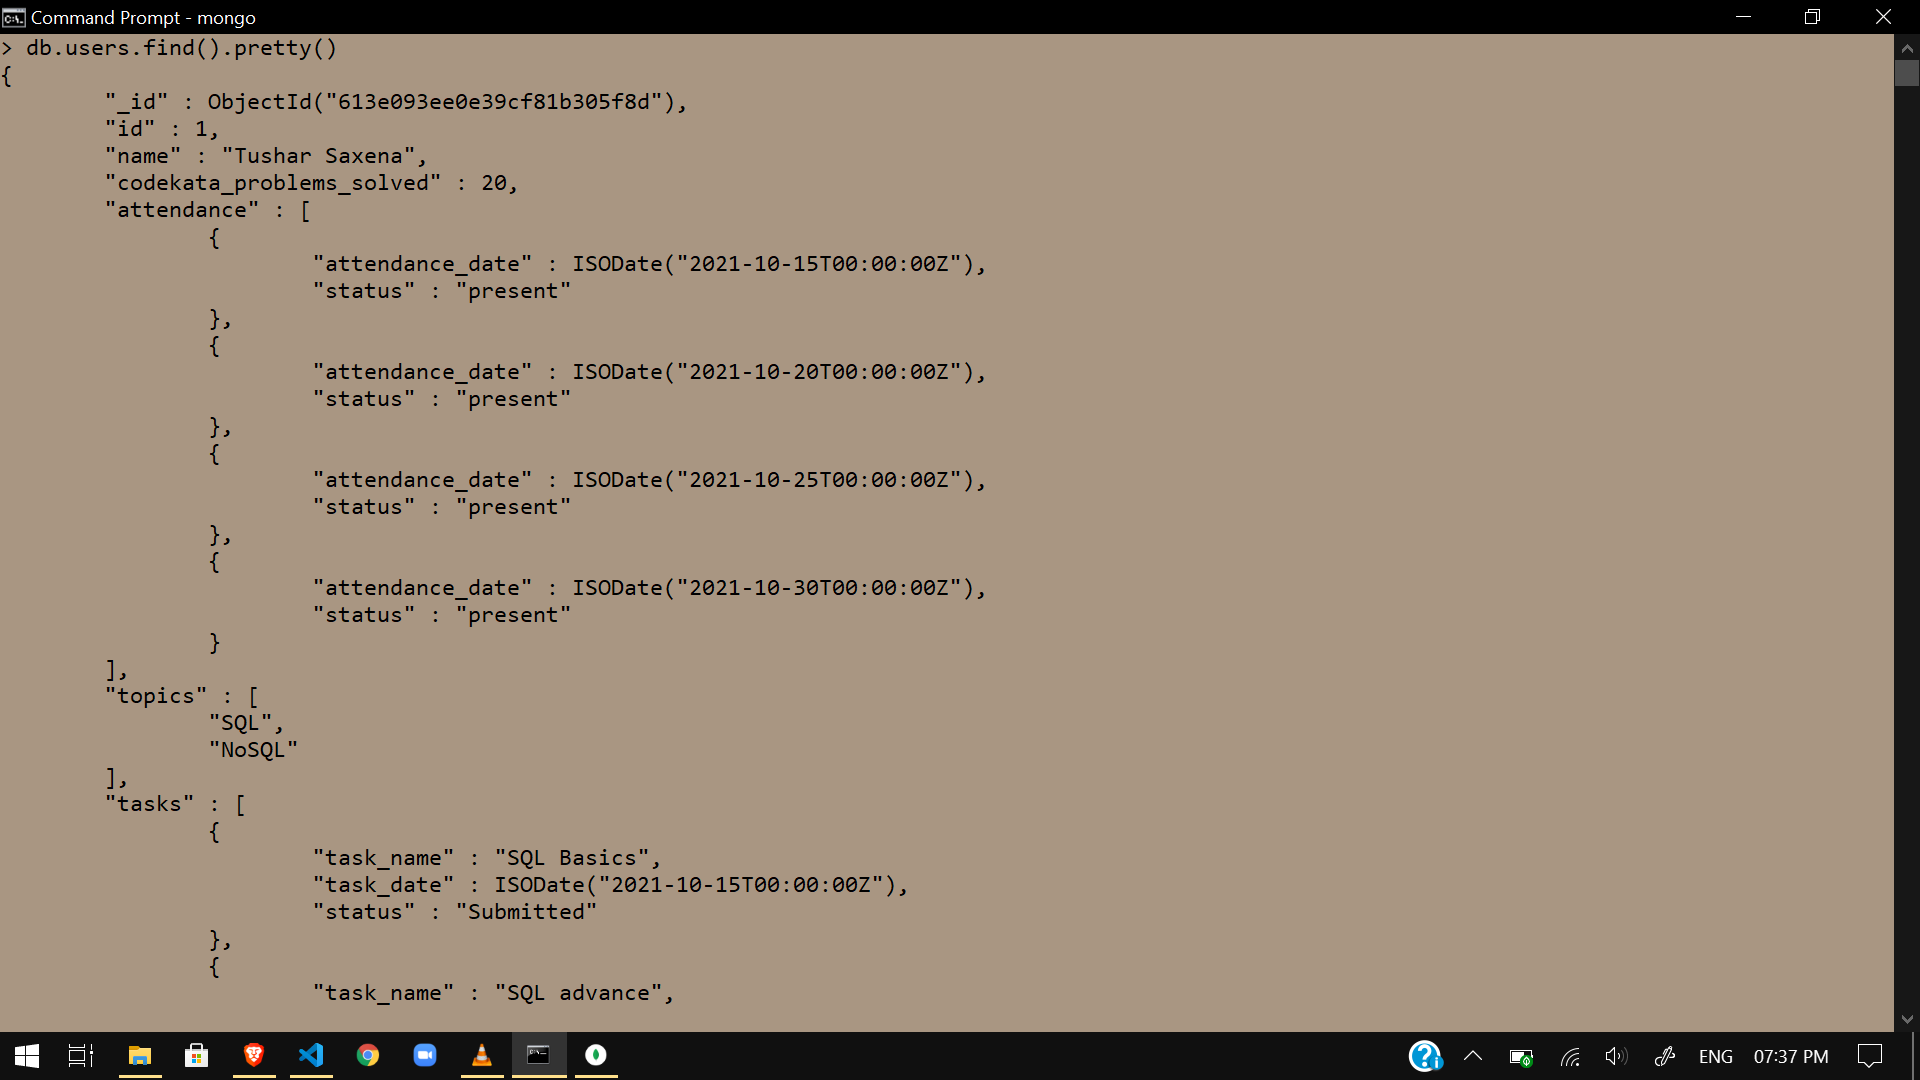 Command Prompt - mongo
> db.users.find().pretty()
{
        "_id" : ObjectId("613e093ee0e39cf81b305f8d"),
        "id" : 1,
        "name" : "Tushar Saxena",
        "codekata_problems_solved" : 20,
        "attendance" : [
                {
                        "attendance_date" : ISODate("2021-10-15T00:00:00Z"),
                        "status" : "present"
                },
                {
                        "attendance_date" : ISODate("2021-10-20T00:00:00Z"),
                        "status" : "present"
                },
                {
                        "attendance_date" : ISODate("2021-10-25T00:00:00Z"),
                        "status" : "present"
                },
                {
                        "attendance_date" : ISODate("2021-10-30T00:00:00Z"),
                        "status" : "present"
                }
        ],
        "topics" : [
                "SQL",
                "NoSQL"
        ],
        "tasks" : [
                {
                        "task_name" : "SQL Basics",
                        "task_date" : ISODate("2021-10-15T00:00:00Z"),
                        "status" : "Submitted"
                },
                {
                        "task_name" : "SQL advance",
ENG 07:37 PM